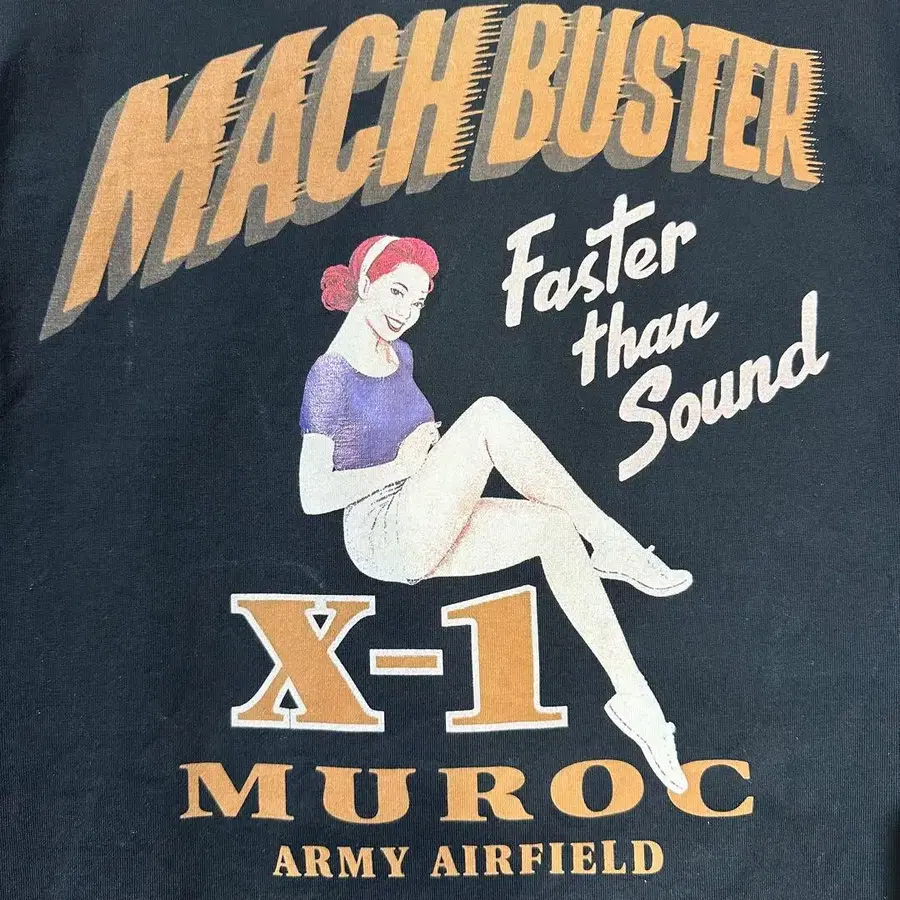 MACH BUSTER
Faster
than
Sound
X-1
MUROC
ARMY AIRFIELD